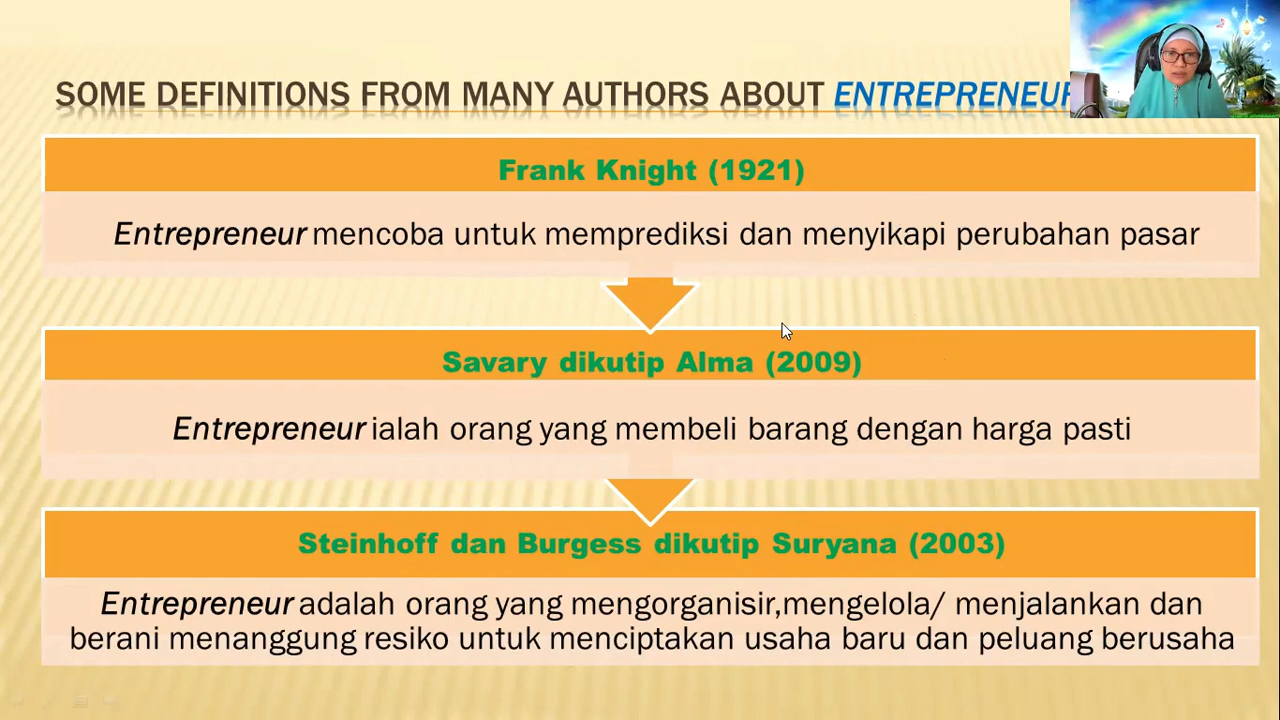 SOME DEFINITIONS FROM MANY AUTHORS ABOUT ENTREPRENEUR
Frank Knight (1921)
Entrepreneur mencoba untuk memprediksi dan menyikapi perubahan pasar
Savary dikutip Alma (2009)
Entrepreneur ialah orang yang membeli barang dengan harga pasti
Steinhoff dan Burgess dikutip Suryana (2003)
Entrepreneur adalah orang yang mengorganisir,mengelola/ menjalankan dan
berani menanggung resiko untuk menciptakan usaha baru dan peluang berusaha